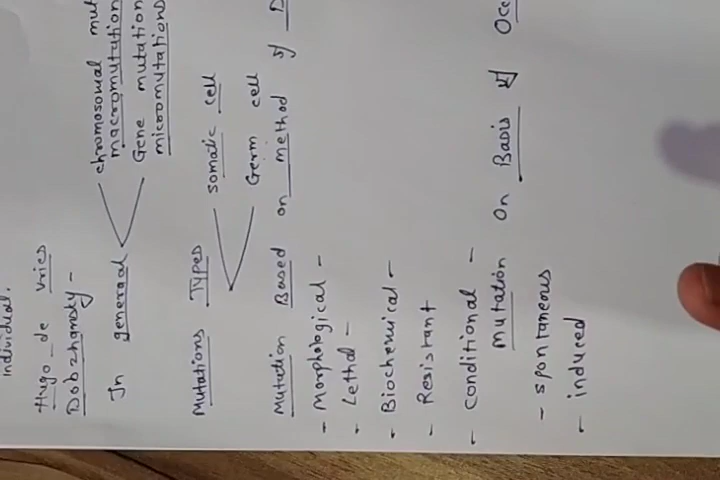 individual.
Hugo-de vries
Dobzhansky-
In general
chromosomal mut
macromutation
Gene mutation
micromutations
Mutations Types
somatic cell
Germ cell
Mutation Based on method of D
- Morphological -
- Lethal -
- Biochemical -
- Resistant
- Conditional -
Mutation On Basis of Occ
- spontaneous
- induced